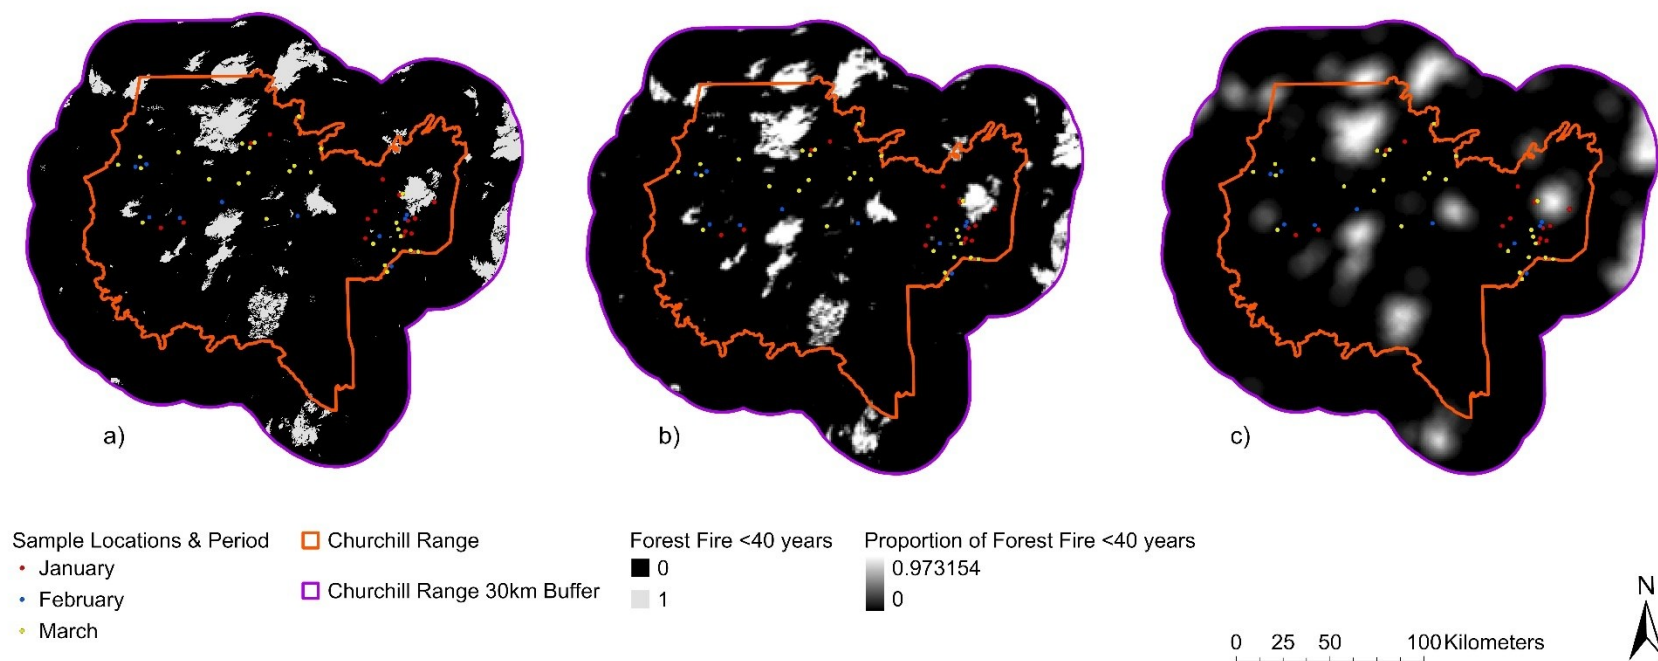 a)
b)
c)
Sample Locations & Period
January
February
March
Churchill Range
Churchill Range 30km Buffer
Forest Fire <40 years
0
1
Proportion of Forest Fire <40 years
0.973154
0
N
0 25 50 100 Kilometers